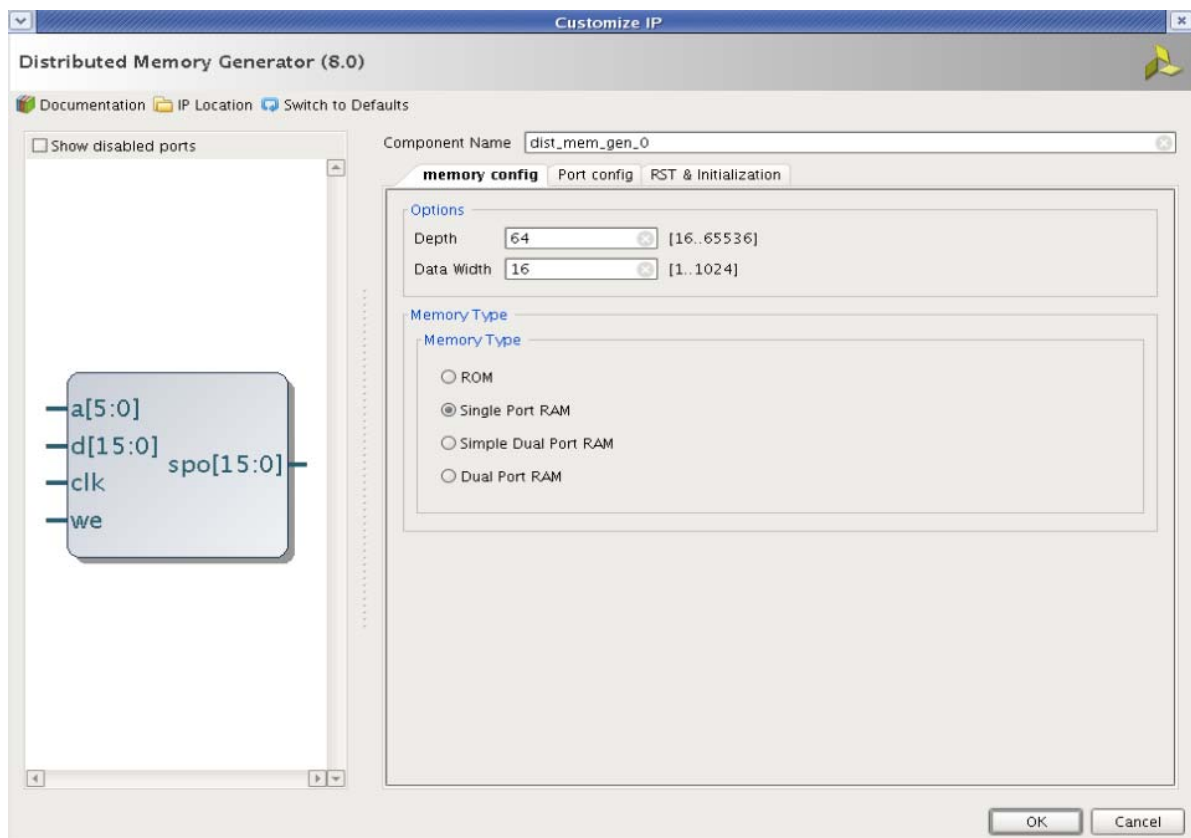 Customize IP
Distributed Memory Generator (8.0)
Documentation IP Location Switch to Defaults
Show disabled ports
a[5:0]
d[15:0]
clk
we
spo[15:0]
Component Name dist_mem_gen_0
memory config Port config RST & Initialization
Options
Depth 64 [16..65536]
Data Width 16 [1..1024]
Memory Type
Memory Type
ROM
Single Port RAM
Simple Dual Port RAM
Dual Port RAM
OK Cancel